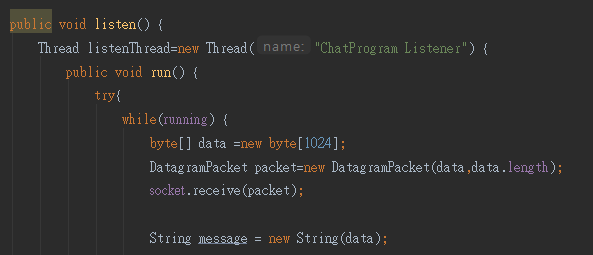 public void listen() {
Thread listenThread=new Thread( name: "ChatProgram Listener") {
public void run() {
try{
while(running) {
byte[] data =new byte[1024];
DatagramPacket packet=new DatagramPacket(data,data.length);
socket.receive(packet);
String message = new String(data);